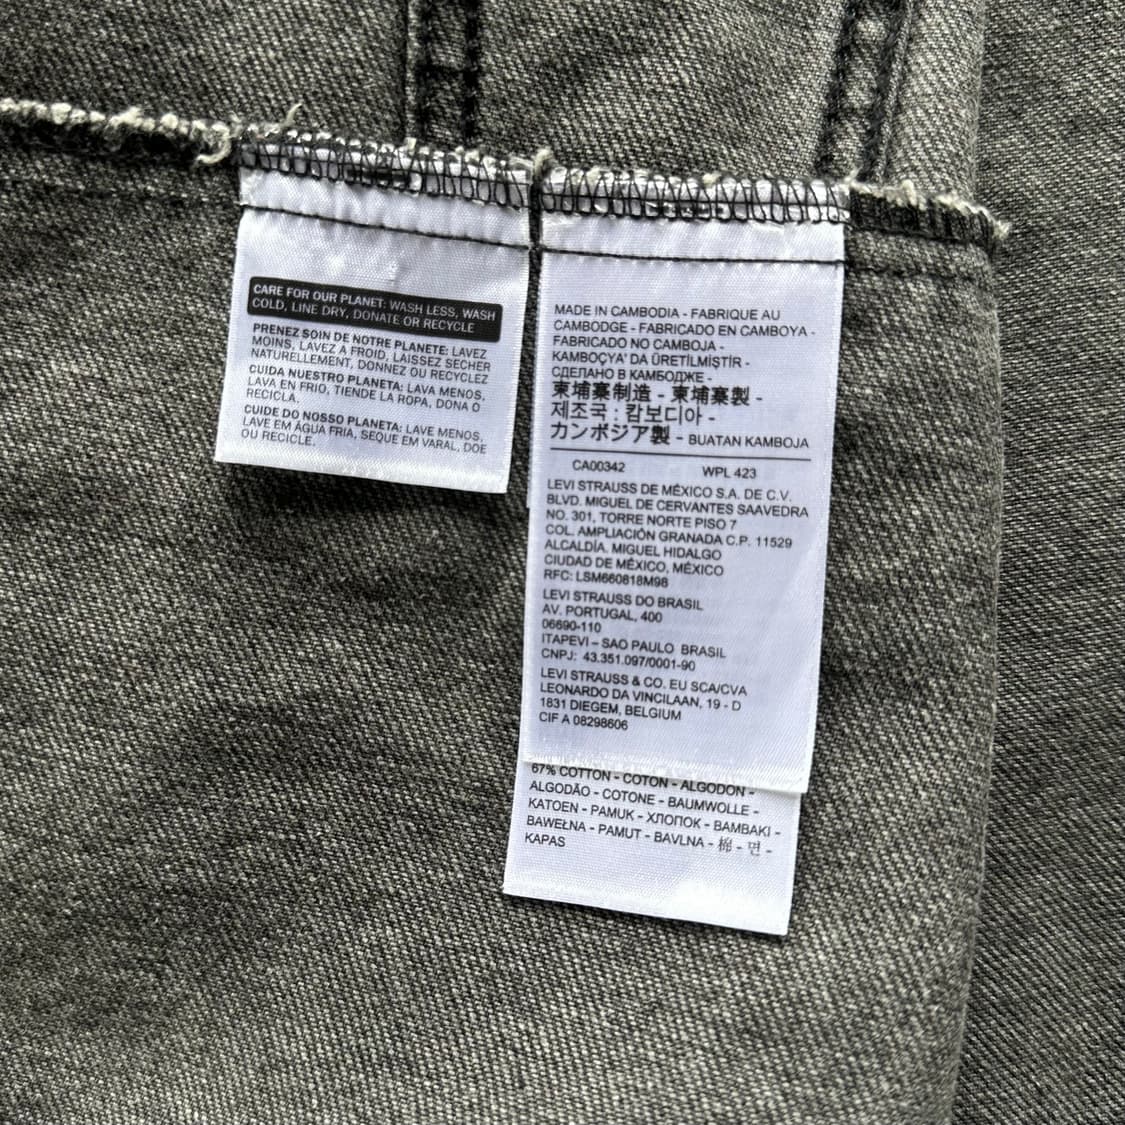 CARE FOR OUR PLANET: WASH LESS, WASH
COLD, LINE DRY, DONATE OR RECYCLE
PRENEZ SOIN DE NOTRE PLANETE: LAVEZ
MOINS, LAVEZ À FROID, LAISSEZ SECHER
NATURELLEMENT, DONNEZ OU RECYCLEZ
CUIDA NUESTRO PLANETA: LAVA MENOS,
LAVA EN FRIO, TIENDE LA ROPA, DONA O
RECICLA.
CUIDE DO NOSSO PLANETA: LAVE MENOS,
LAVE EM ÁGUA FRIA, SEQUE EM VARAL, DOE
OU RECICLE.
MADE IN CAMBODIA - FABRIQUE AU
CAMBODGE - FABRICADO EN CAMBOYA -
FABRICADO NO CAMBOJA -
KAMBOÇYA' DA ÜRETİLMİŞTİR -
СДЕЛАНО В КАМБОДЖЕ -
柬埔寨制造 - 柬埔寨製 -
제조국 : 캄보디아 -
カンボジア製 - BUATAN KAMBOJA
CA00342 WPL 423
LEVI STRAUSS DE MÉXICO S.A. DE C.V.
BLVD. MIGUEL DE CERVANTES SAAVEDRA
NO. 301, TORRE NORTE PISO 7
COL. AMPLIACIÓN GRANADA C.P. 11529
ALCALDÍA. MIGUEL HIDALGO
CIUDAD DE MÉXICO, MÉXICO
RFC: LSM660818M98
LEVI STRAUSS DO BRASIL
AV. PORTUGAL, 400
06690-110
ITAPEVI – SAO PAULO BRASIL
CNPJ: 43.351.097/0001-90
LEVI STRAUSS & CO. EU SCA/CVA
LEONARDO DA VINCILAAN, 19 - D
1831 DIEGEM, BELGIUM
CIF A 08298606
67% COTTON - COTON - ALGODON -
ALGODÃO - COTONE - BAUMWOLLE -
KATOEN - PAMUK - ХЛОПОК - BAMBAKI -
BAWEŁNA - PAMUT - BAVLNA - 棉 - 면 -
KAPAS